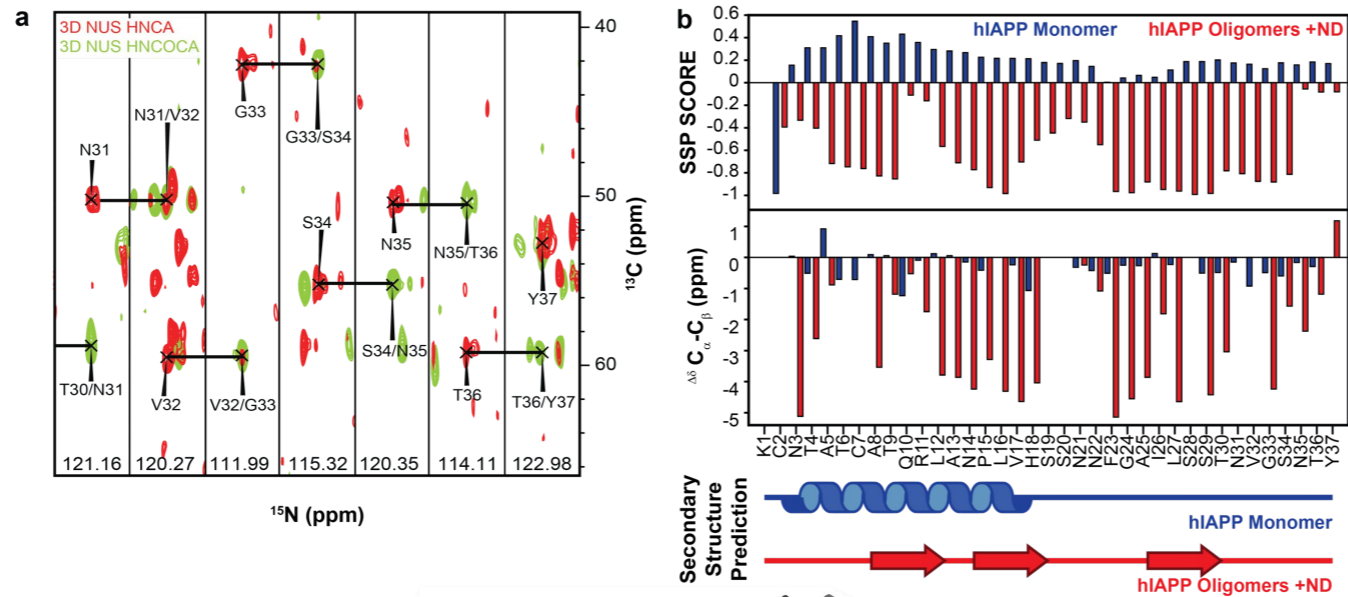 a
3D NUS HNCA
3D NUS HNCOCA
N31
N31/V32
G33
G33/S34
S34
N35
N35/T36
Y37
T30/N31
V32
V32/G33
S34/N35
T36
T36/Y37
121.16 120.27 111.99 115.32 120.35 114.11 122.98
15N (ppm)
40
50
60
13C (ppm)
b
hIAPP Monomer
hIAPP Oligomers +ND
SSP SCORE
0.6
0.4
0.2
0
-0.2
-0.4
-0.6
-0.8
-1
Δδ Cα-Cβ (ppm)
1
0
-1
-2
-3
-4
-5
K1 C2 N3 T4 A5 T6 C7 A8 T9 Q10 R11 L12 A13 N14 P15 L16 V17 H18 S19 S20 N21 N22 F23 G24 A25 I26 L27 S28 S29 T30 N31 V32 G33 S34 N35 T36 Y37
Secondary
Structure
Prediction
hIAPP Monomer
hIAPP Oligomers +ND